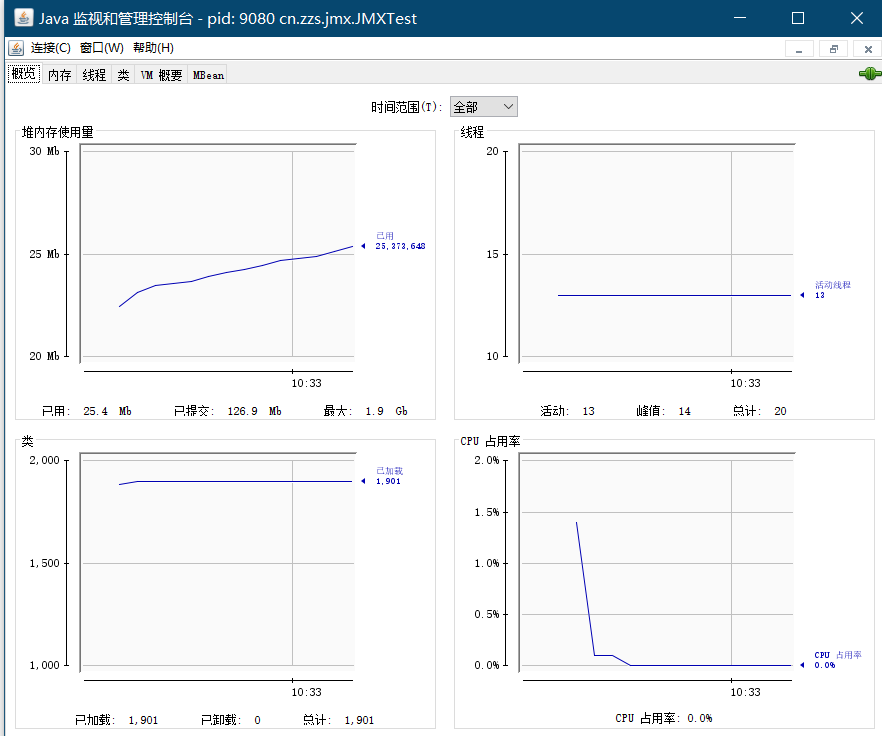 Java 监视和管理控制台 - pid: 9080 cn.zzs.jmx.JMXTest
连接(C) 窗口(W) 帮助(H)
概览 内存 线程 类 VM 概要 MBean
时间范围(T): 全部
堆内存使用量
30 Mb
25 Mb
20 Mb
已用
25,373,648
10:33
已用: 25.4 Mb 已提交: 126.9 Mb 最大: 1.9 Gb
线程
20
15
10
活动线程
13
10:33
活动: 13 峰值: 14 总计: 20
类
2,000
1,500
1,000
已加载
1,901
10:33
已加载: 1,901 已卸载: 0 总计: 1,901
CPU 占用率
2.0%
1.5%
1.0%
0.5%
0.0%
CPU 占用率
0.0%
10:33
CPU 占用率: 0.0%